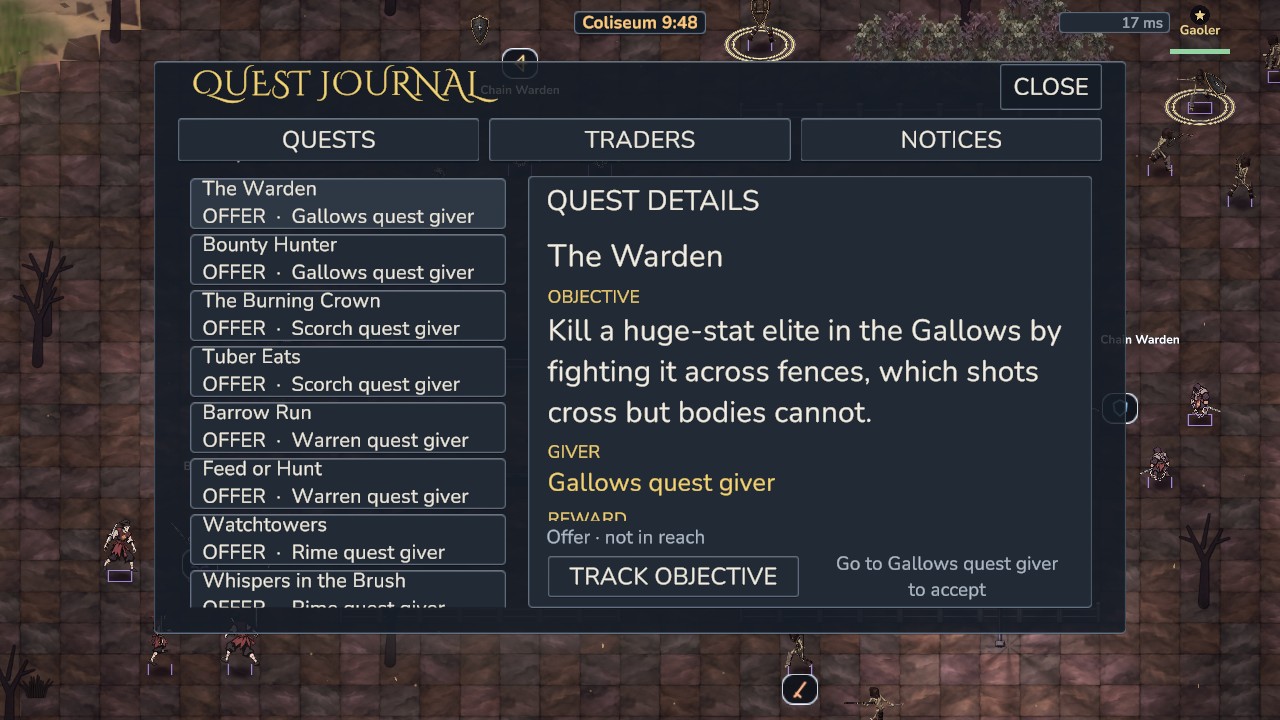 Coliseum 9:48
17 ms
Gaoler
QUEST JOURNAL
Chain Warden
CLOSE
QUESTS
TRADERS
NOTICES
The Warden
OFFER · Gallows quest giver
Bounty Hunter
OFFER · Gallows quest giver
The Burning Crown
OFFER · Scorch quest giver
Tuber Eats
OFFER · Scorch quest giver
Barrow Run
OFFER · Warren quest giver
Feed or Hunt
OFFER · Warren quest giver
Watchtowers
OFFER · Rime quest giver
Whispers in the Brush
OFFER · Rime quest giver
QUEST DETAILS
The Warden
OBJECTIVE
Kill a huge-stat elite in the Gallows by
fighting it across fences, which shots
cross but bodies cannot.
GIVER
Gallows quest giver
REWARD
Offer · not in reach
TRACK OBJECTIVE
Go to Gallows quest giver
to accept
Chain Warden